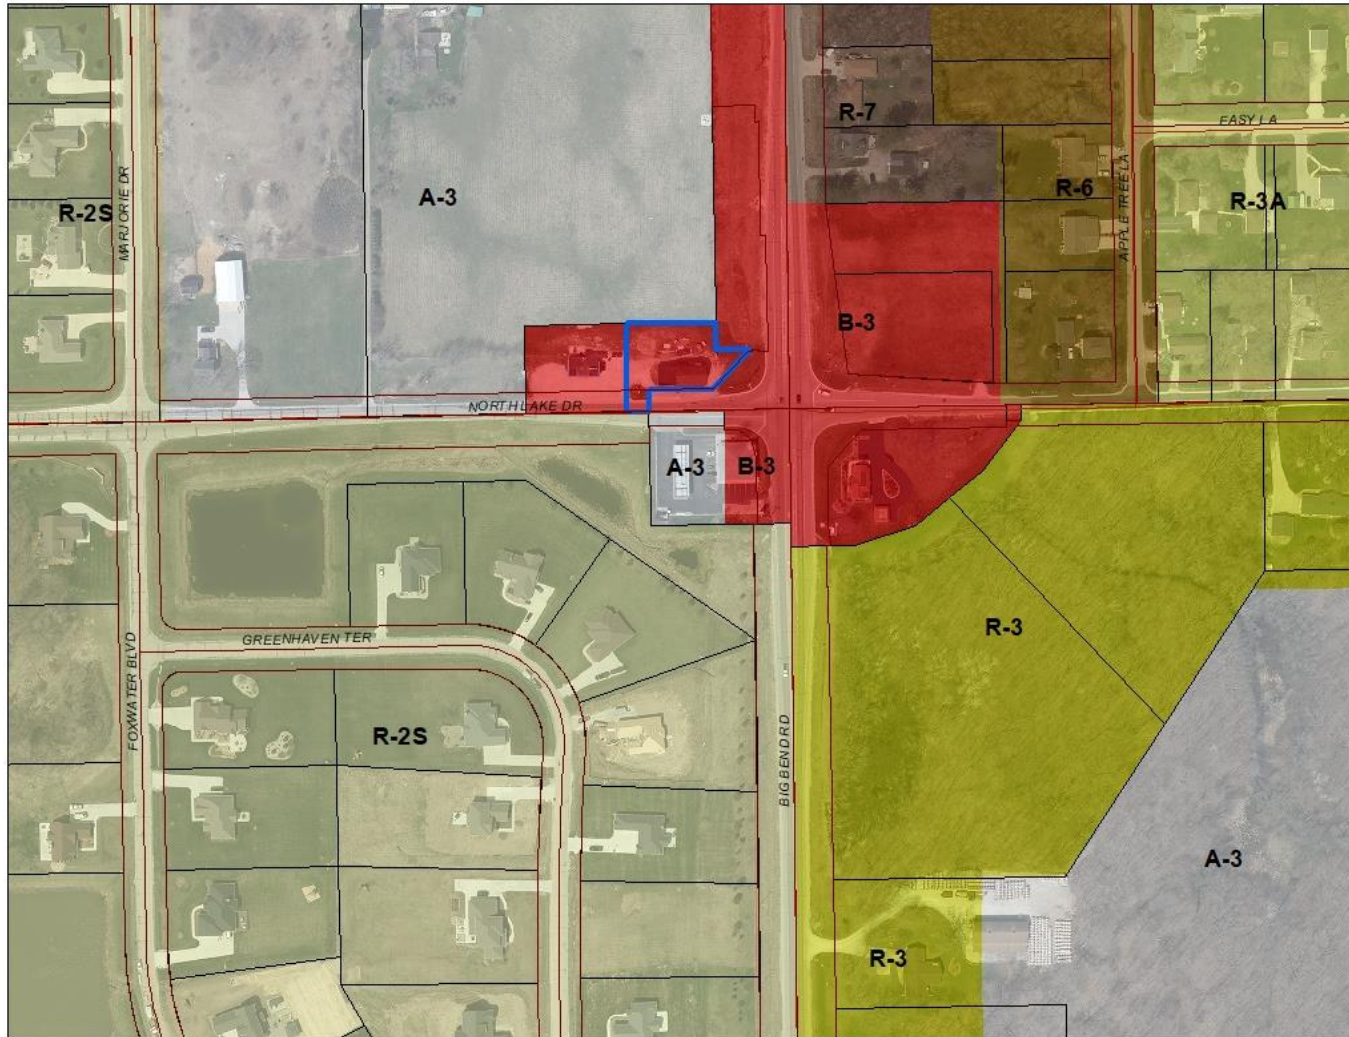 R-7
EASY LA
A-3
R-2S
MARJORIE DR
R-6
R-3A
APPLE TREE LA
B-3
NORTH LAKE DR
A-3
B-3
R-3
GREENHAVEN TER
FOXWATER BLVD
R-2S
BIG BEND RD
A-3
R-3